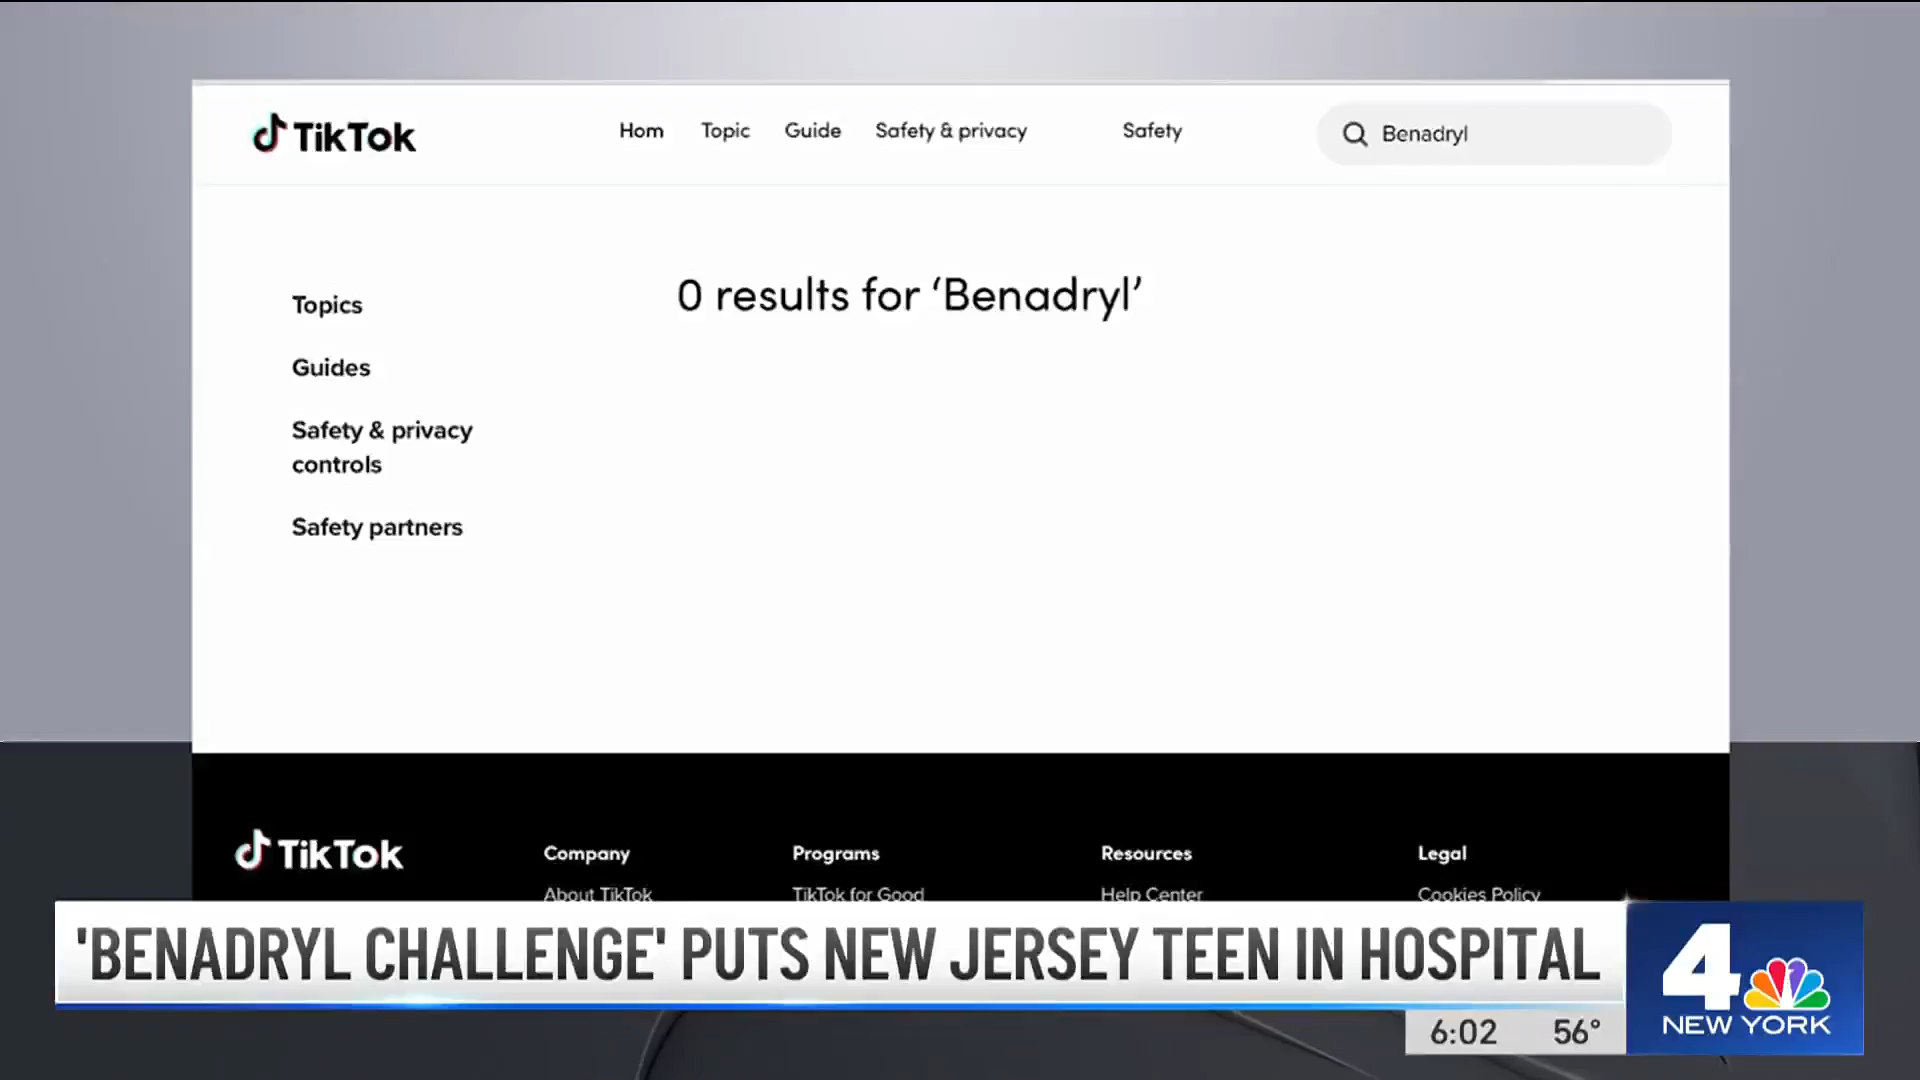 TikTok
Hom Topic Guide Safety & privacy Safety
Benadryl
Topics
Guides
Safety & privacy
controls
Safety partners
0 results for ‘Benadryl’
TikTok
Company Programs Resources Legal
About TikTok TikTok for Good Help Center Cookies Policy
'BENADRYL CHALLENGE' PUTS NEW JERSEY TEEN IN HOSPITAL
4
NEW YORK
6:02 56°